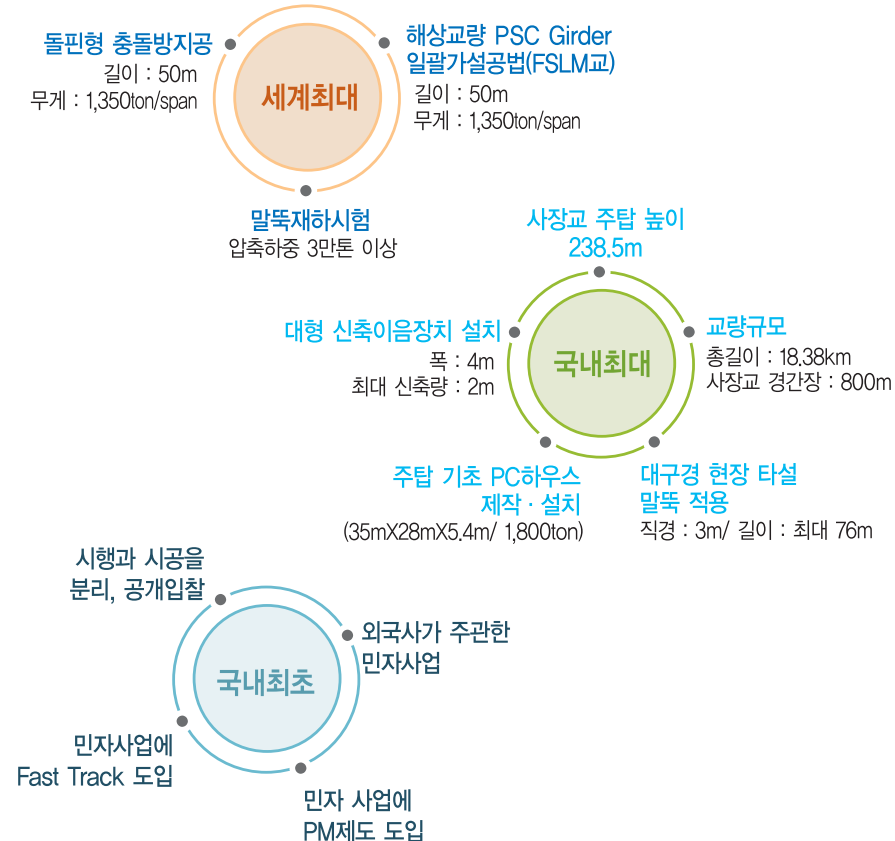 돌핀형 충돌방지공
길이 : 50m
무게 : 1,350ton/span
세계최대
해상교량 PSC Girder
일괄가설공법(FSLM교)
길이 : 50m
무게 : 1,350ton/span
말뚝재하시험
압축하중 3만톤 이상
사장교 주탑 높이
238.5m
대형 신축이음장치 설치
폭 : 4m
최대 신축량 : 2m
국내최대
교량규모
총길이 : 18.38km
사장교 경간장 : 800m
주탑 기초 PC하우스
제작 · 설치
(35mX28mX5.4m/ 1,800ton)
대구경 현장 타설
말뚝 적용
직경 : 3m/ 길이 : 최대 76m
시행과 시공을
분리, 공개입찰
국내최초
외국사가 주관한
민자사업
민자사업에
Fast Track 도입
민자 사업에
PM제도 도입